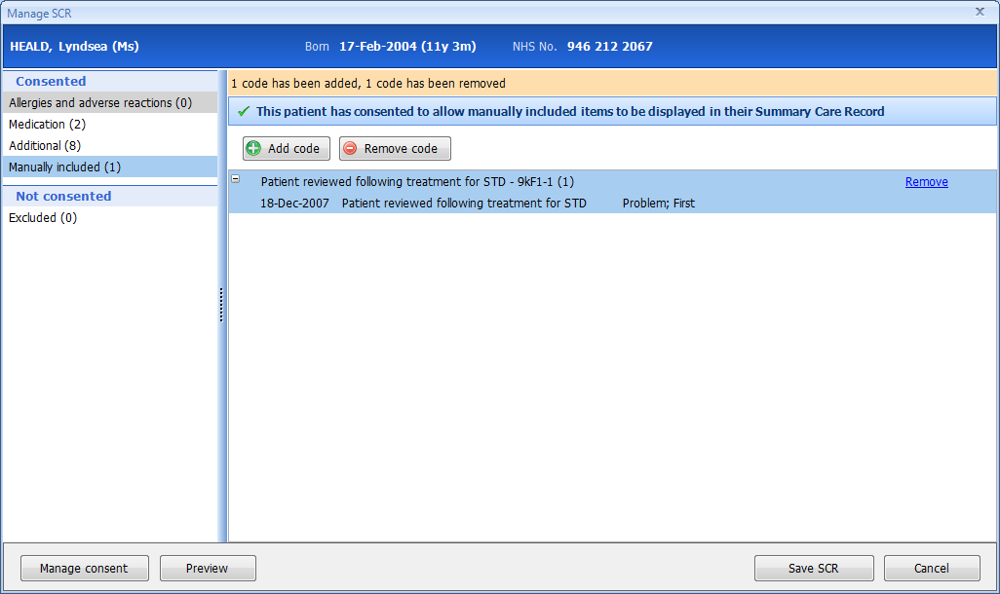 Manage SCR
HEALD, Lyndsea (Ms) Born 17-Feb-2004 (11y 3m) NHS No. 946 212 2067
Consented
Allergies and adverse reactions (0)
Medication (2)
Additional (8)
Manually included (1)
Not consented
Excluded (0)
1 code has been added, 1 code has been removed
This patient has consented to allow manually included items to be displayed in their Summary Care Record
Add code Remove code
Patient reviewed following treatment for STD - 9kF1-1 (1) Remove
18-Dec-2007 Patient reviewed following treatment for STD Problem; First
Manage consent Preview Save SCR Cancel